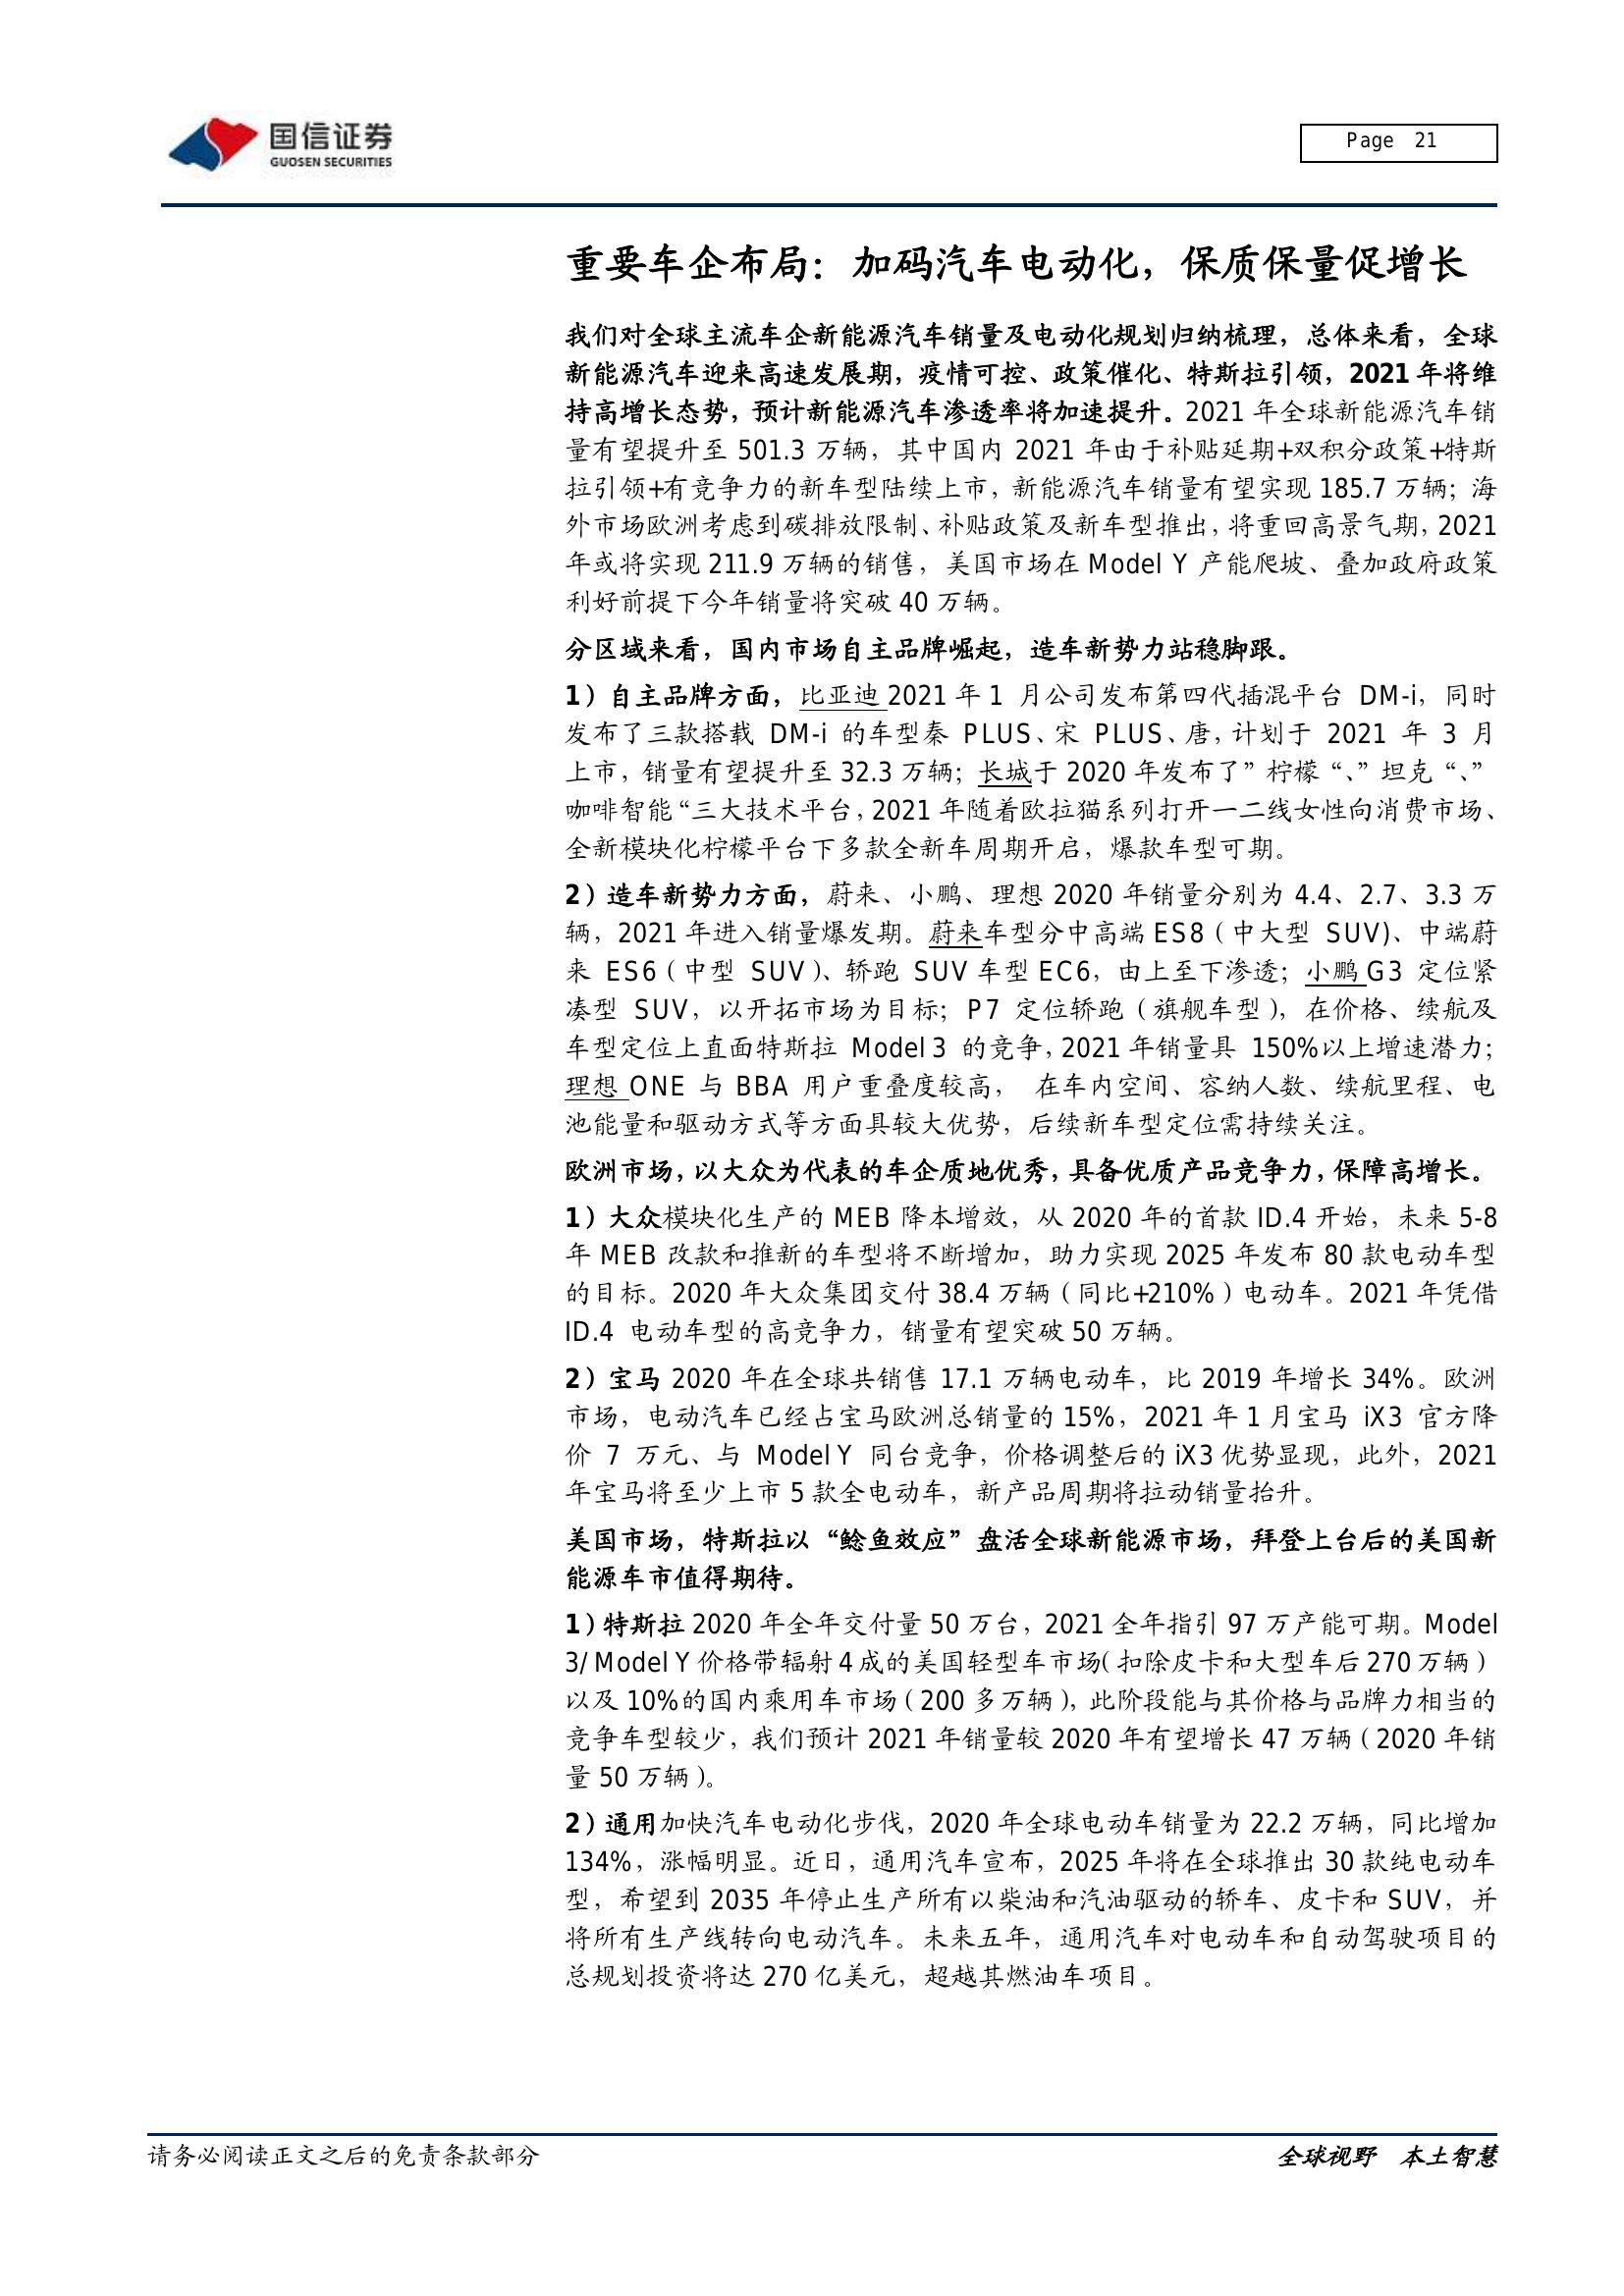 国信证券
GUOSEN SECURITIES
Page 21
重要车企布局：加码汽车电动化，保质保量促增长
我们对全球主流车企新能源汽车销量及电动化规划归纳梳理，总体来看，全球
新能源汽车迎来高速发展期，疫情可控、政策催化、特斯拉引领，2021 年将维
持高增长态势，预计新能源汽车渗透率将加速提升。2021 年全球新能源汽车销
量有望提升至 501.3 万辆，其中国内 2021 年由于补贴延期+双积分政策+特斯
拉引领+有竞争力的新车型陆续上市，新能源汽车销量有望实现 185.7 万辆；海
外市场欧洲考虑到碳排放限制、补贴政策及新车型推出，将重回高景气期，2021
年或将实现 211.9 万辆的销售，美国市场在 Model Y 产能爬坡、叠加政府政策
利好前提下今年销量将突破 40 万辆。
分区域来看，国内市场自主品牌崛起，造车新势力站稳脚跟。
1）自主品牌方面，比亚迪 2021 年 1 月公司发布第四代插混平台 DM-i，同时
发布了三款搭载 DM-i 的车型秦 PLUS、宋 PLUS、唐，计划于 2021 年 3 月
上市，销量有望提升至 32.3 万辆；长城于 2020 年发布了”柠檬“、”坦克“、”
咖啡智能“三大技术平台，2021 年随着欧拉猫系列打开一二线女性向消费市场、
全新模块化柠檬平台下多款全新车周期开启，爆款车型可期。
2）造车新势力方面，蔚来、小鹏、理想 2020 年销量分别为 4.4、2.7、3.3 万
辆，2021 年进入销量爆发期。蔚来车型分中高端 ES8（中大型 SUV)、中端蔚
来 ES6（中型 SUV）、轿跑 SUV 车型 EC6，由上至下渗透；小鹏 G3 定位紧
凑型 SUV，以开拓市场为目标；P7 定位轿跑（旗舰车型），在价格、续航及
车型定位上直面特斯拉 Model 3 的竞争，2021 年销量具 150%以上增速潜力；
理想 ONE 与 BBA 用户重叠度较高， 在车内空间、容纳人数、续航里程、电
池能量和驱动方式等方面具较大优势，后续新车型定位需持续关注。
欧洲市场，以大众为代表的车企质地优秀，具备优质产品竞争力，保障高增长。
1）大众模块化生产的 MEB 降本增效，从 2020 年的首款 ID.4 开始，未来 5-8
年 MEB 改款和推新的车型将不断增加，助力实现 2025 年发布 80 款电动车型
的目标。2020 年大众集团交付 38.4 万辆（同比+210%）电动车。2021 年凭借
ID.4 电动车型的高竞争力，销量有望突破 50 万辆。
2）宝马 2020 年在全球共销售 17.1 万辆电动车，比 2019 年增长 34%。欧洲
市场，电动汽车已经占宝马欧洲总销量的 15%，2021 年 1 月宝马 iX3 官方降
价 7 万元、与 Model Y 同台竞争，价格调整后的 iX3 优势显现，此外，2021
年宝马将至少上市 5 款全电动车，新产品周期将拉动销量抬升。
美国市场，特斯拉以“鲶鱼效应”盘活全球新能源市场，拜登上台后的美国新
能源车市值得期待。
1）特斯拉 2020 年全年交付量 50 万台，2021 全年指引 97 万产能可期。Model
3/ Model Y 价格带辐射 4 成的美国轻型车市场（扣除皮卡和大型车后 270 万辆）
以及 10%的国内乘用车市场（200 多万辆），此阶段能与其价格与品牌力相当的
竞争车型较少，我们预计 2021 年销量较 2020 年有望增长 47 万辆（2020 年销
量 50 万辆）。
2）通用加快汽车电动化步伐，2020 年全球电动车销量为 22.2 万辆，同比增加
134%，涨幅明显。近日，通用汽车宣布，2025 年将在全球推出 30 款纯电动车
型，希望到 2035 年停止生产所有以柴油和汽油驱动的轿车、皮卡和 SUV，并
将所有生产线转向电动汽车。未来五年，通用汽车对电动车和自动驾驶项目的
总规划投资将达 270 亿美元，超越其燃油车项目。
请务必阅读正文之后的免责条款部分
全球视野 本土智慧